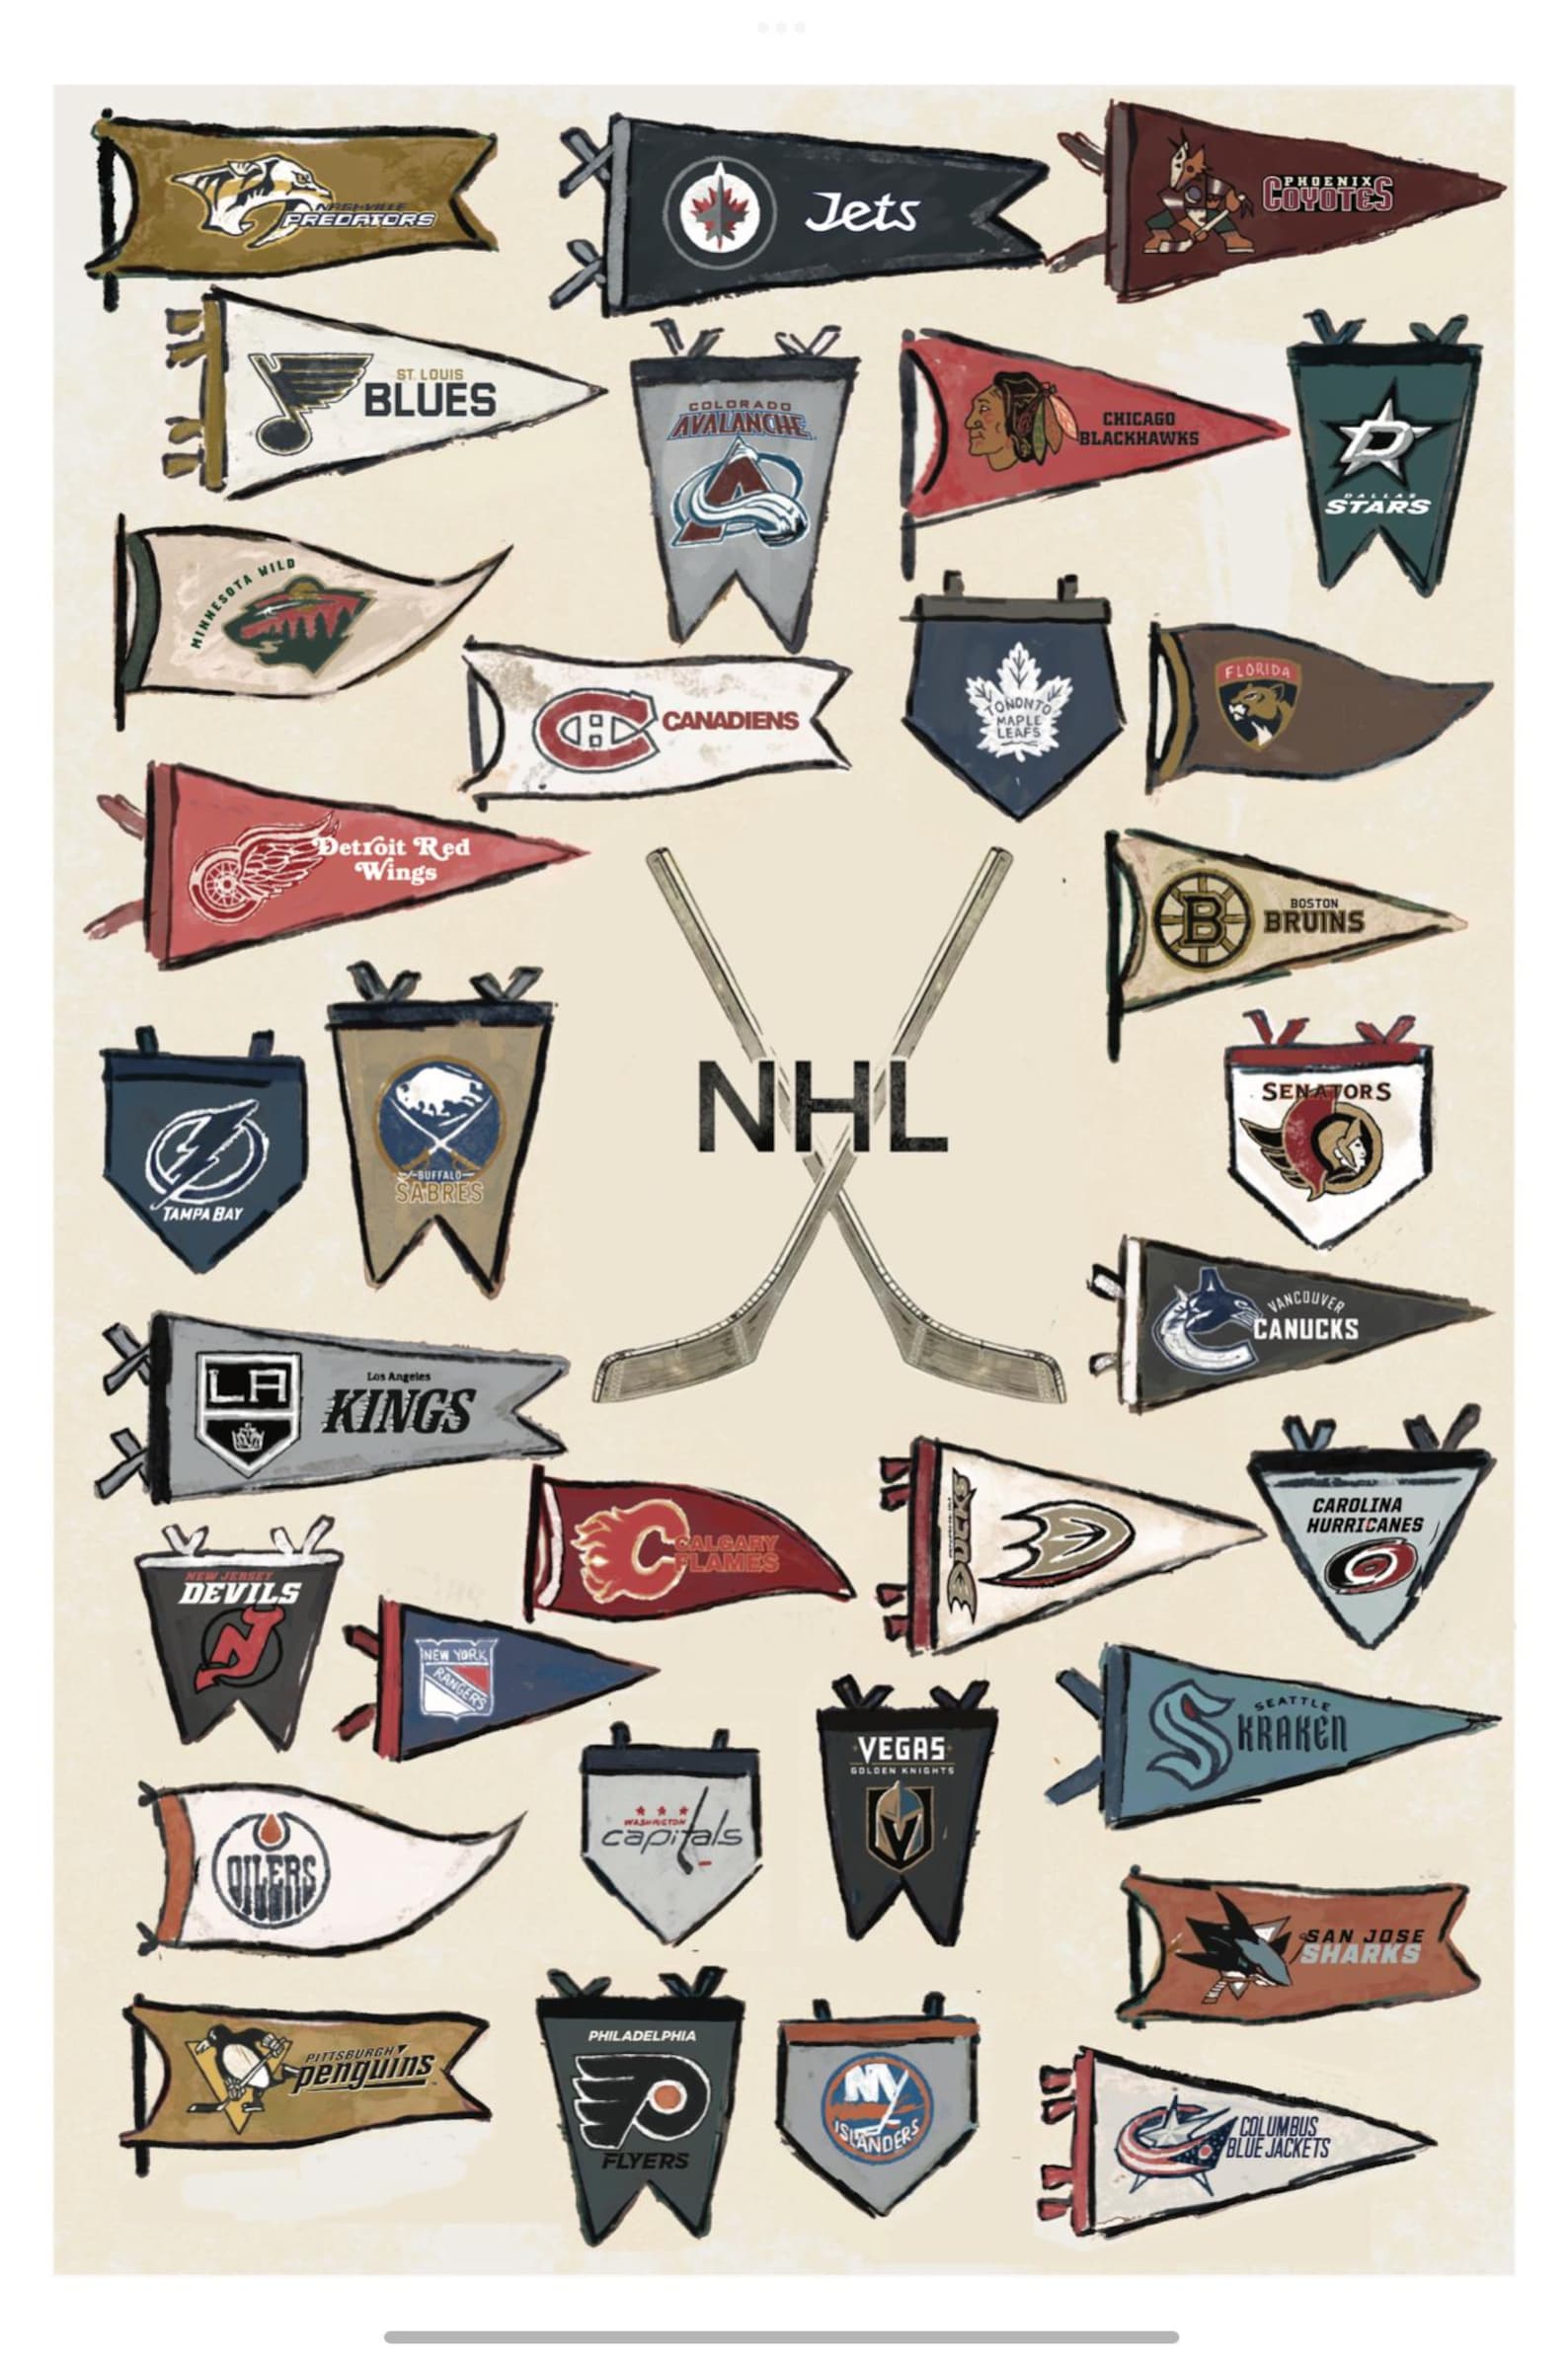 NASHVILLE
PREDATORS
Jets
PHOENIX
COYOTES
ST. LOUIS
BLUES
COLORADO
AVALANCHE
CHICAGO
BLACKHAWKS
D
DALLAS
STARS
MINNESOTA WILD
CH
CANADIENS
TONONTO
MAPLE
LEAFS
FLORIDA
Detroit Red
Wings
B
BOSTON
BRUINS
NHL
TAMPA BAY
BUFFALO
SABRES
SENATORS
VANCOUVER
CANUCKS
LA
Los Angeles
KINGS
C
CALGARY
FLAMES
DUCKS
CAROLINA
HURRICANES
NEW JERSEY
DEVILS
NJ
NEW YORK
RANGERS
S
SEATTLE
KRAKEN
VEGAS
GOLDEN KNIGHTS
OILERS
WASHINGTON
capitals
SAN JOSE
SHARKS
PITTSBURGH
penguins
PHILADELPHIA
P
FLYERS
NY
ISLANDERS
COLUMBUS
BLUE JACKETS